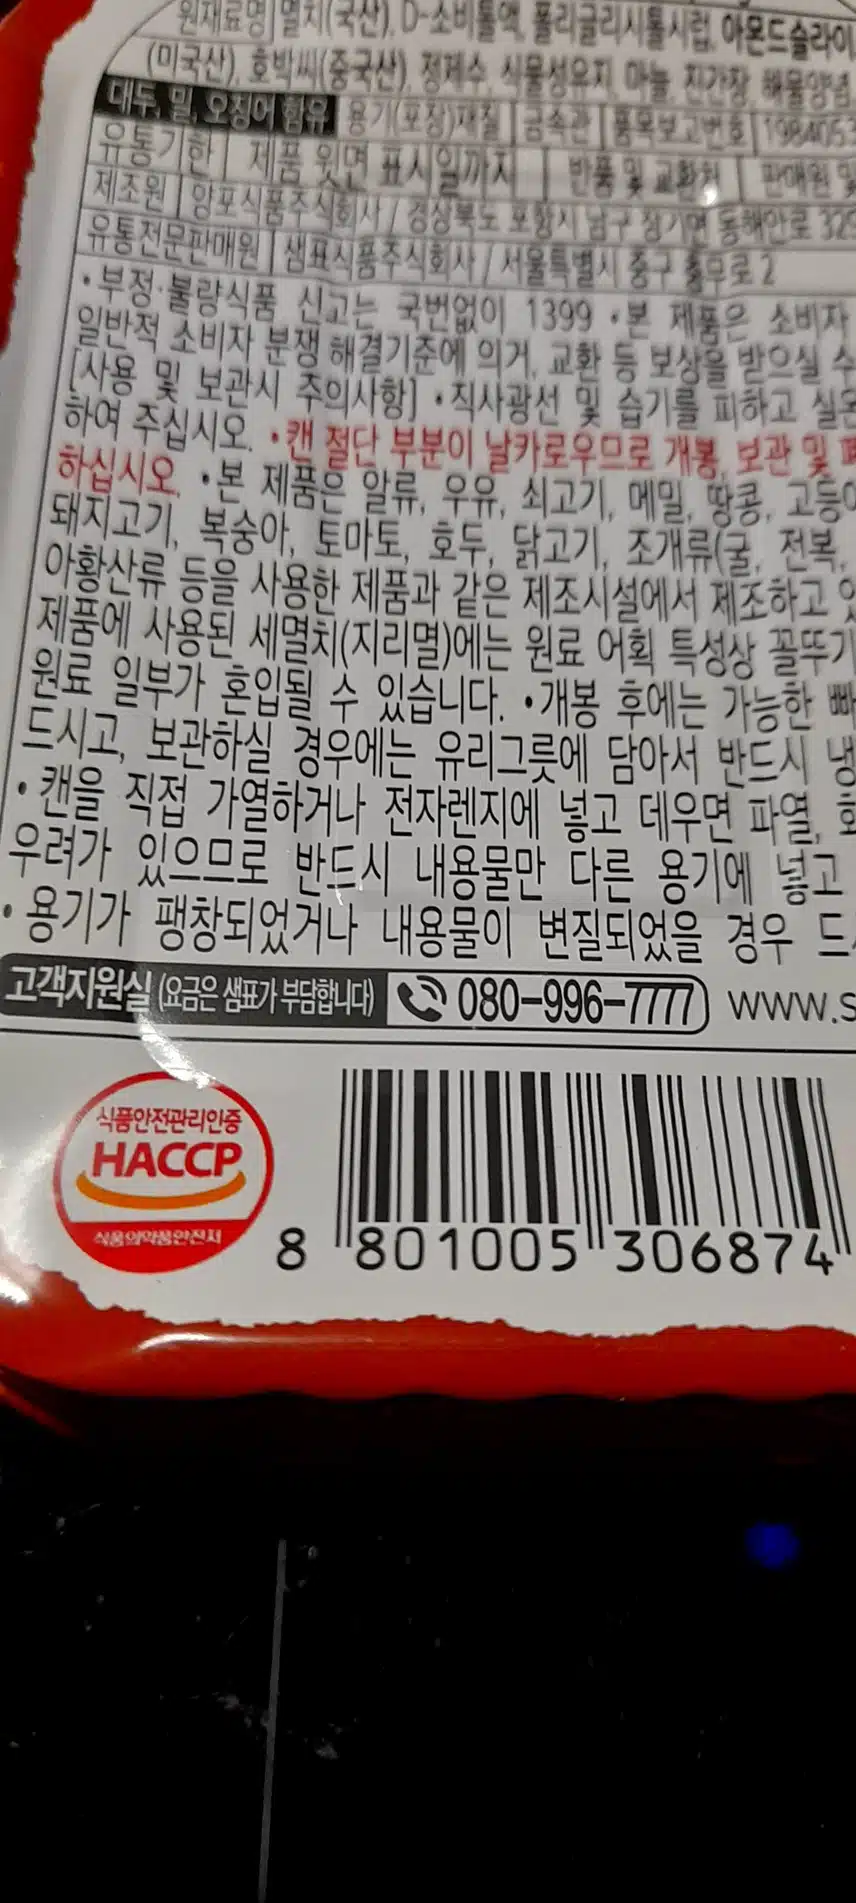 원재료명 멸치(국산), D-소비톨액, 폴리글리시톨시럽, 아몬드슬라이
(미국산), 호박씨(중국산), 정제수, 식물성유지, 마늘, 진간장, 해물양념
대두, 밀, 오징어 함유 용기(포장)재질 금속관 품목보고번호 1984053
유통기한 제품 윗면 표시일까지 반품 및 교환처 판매원 및
제조원 양포식품주식회사 / 경상북도 포항시 남구 장기면 동해안로 329
유통전문판매원 샘표식품주식회사 / 서울특별시 중구 충무로 2
•부정·불량식품 신고는 국번없이 1399 •본 제품은 소비자
일반적 소비자 분쟁 해결기준에 의거, 교환 등 보상을 받으실 수
[사용 및 보관시 주의사항] •직사광선 및 습기를 피하고 실온
하여 주십시오. •캔 절단 부분이 날카로우므로 개봉, 보관 및
하십시오. •본 제품은 알류, 우유, 쇠고기, 메밀, 땅콩, 고등어
돼지고기, 복숭아, 토마토, 호두, 닭고기, 조개류(굴, 전복,
아황산류 등을 사용한 제품과 같은 제조시설에서 제조하고 있
제품에 사용된 세멸치(지리멸)에는 원료 어획 특성상 꼴뚜기
원료 일부가 혼입될 수 있습니다. •개봉 후에는 가능한 빠
드시고, 보관하실 경우에는 유리그릇에 담아서 반드시 냉
•캔을 직접 가열하거나 전자렌지에 넣고 데우면 파열, 화
우려가 있으므로 반드시 내용물만 다른 용기에 넣고
•용기가 팽창되었거나 내용물이 변질되었을 경우 드
고객지원실 (요금은 샘표가 부담합니다) 080-996-7777 www.s
식품안전관리인증
HACCP
식품의약품안전처
8 801005 306874